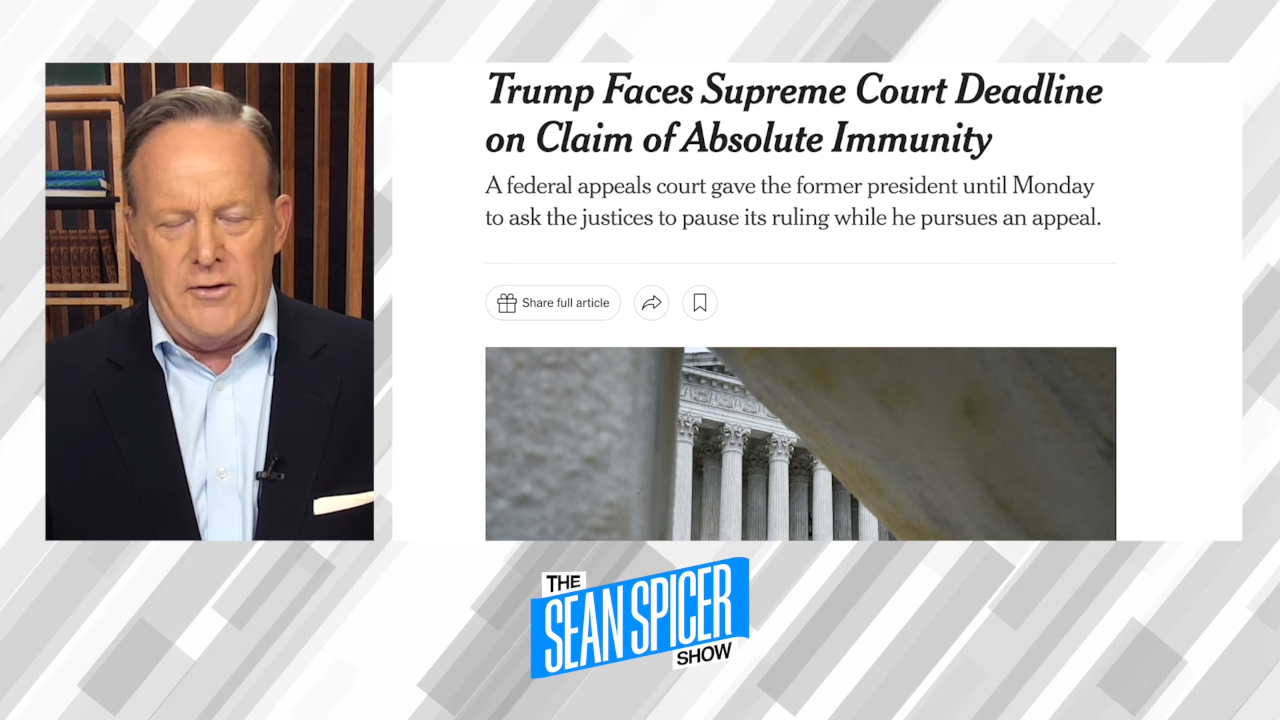 Trump Faces Supreme Court Deadline
on Claim of Absolute Immunity
A federal appeals court gave the former president until Monday
to ask the justices to pause its ruling while he pursues an appeal.
Share full article
THE
SEAN SPICER
SHOW